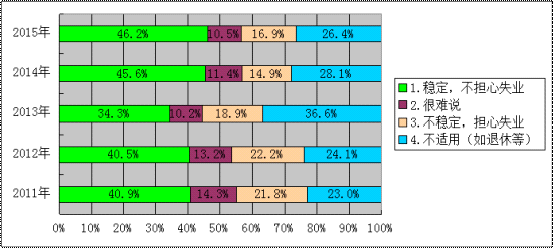 2015年 46.2% 10.5% 16.9% 26.4%
2014年 45.6% 11.4% 14.9% 28.1%
2013年 34.3% 10.2% 18.9% 36.6%
2012年 40.5% 13.2% 22.2% 24.1%
2011年 40.9% 14.3% 21.8% 23.0%
0% 10% 20% 30% 40% 50% 60% 70% 80% 90% 100%
1.稳定，不担心失业
2.很难说
3.不稳定，担心失业
4.不适用（如退休等）